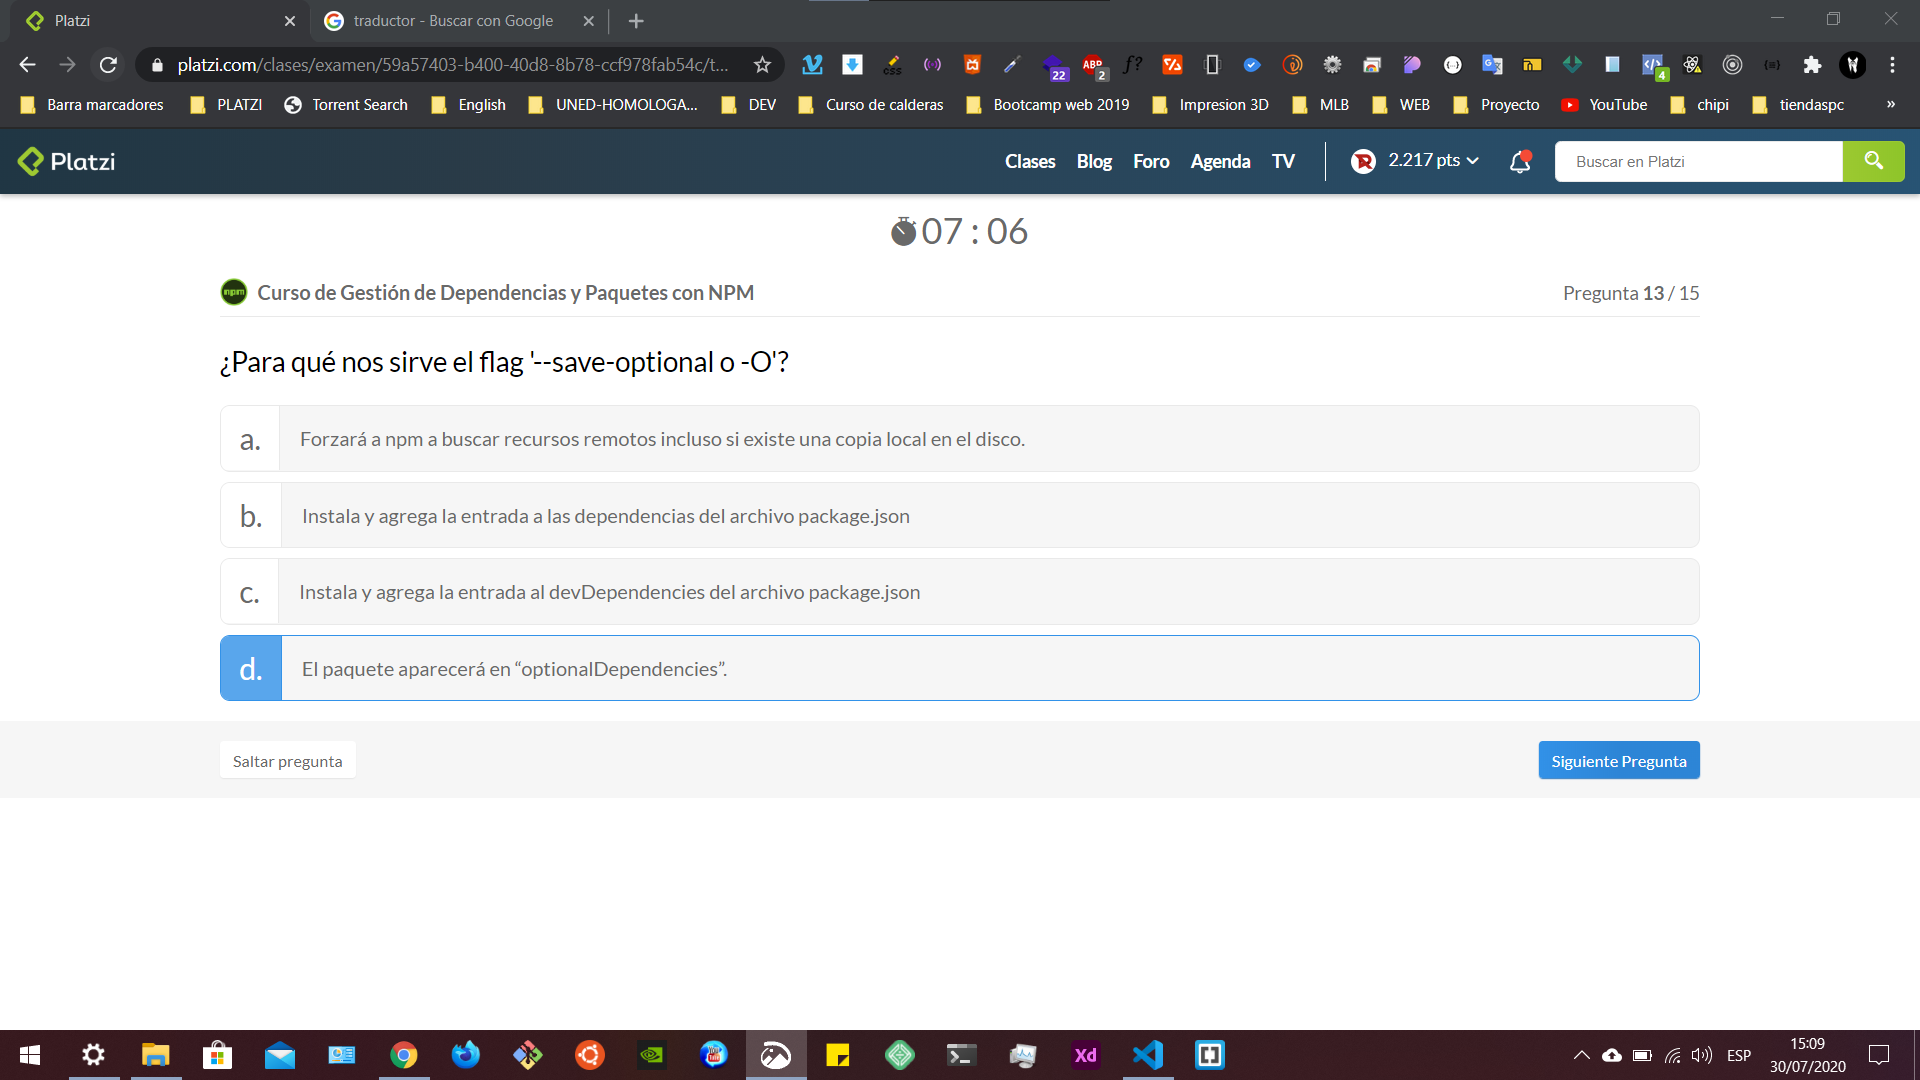 Platzi
traductor - Buscar con Google
platzi.com/clases/examen/59a57403-b400-40d8-8b78-ccf978fab54c/t...
CSS
22
ABP
2
f?
4
Barra marcadores
PLATZI
Torrent Search
English
UNED-HOMOLOGA...
DEV
Curso de calderas
Bootcamp web 2019
Impresion 3D
MLB
WEB
Proyecto
YouTube
chipi
tiendaspc
»
Platzi
Clases
Blog
Foro
Agenda
TV
2.217 pts
Buscar en Platzi
07 : 06
npm
Curso de Gestión de Dependencias y Paquetes con NPM
Pregunta 13 / 15
¿Para qué nos sirve el flag '--save-optional o -O'?
a. Forzará a npm a buscar recursos remotos incluso si existe una copia local en el disco.
b. Instala y agrega la entrada a las dependencias del archivo package.json
c. Instala y agrega la entrada al devDependencies del archivo package.json
d. El paquete aparecerá en “optionalDependencies”.
Saltar pregunta
Siguiente Pregunta
Xd
ESP
15:09
30/07/2020